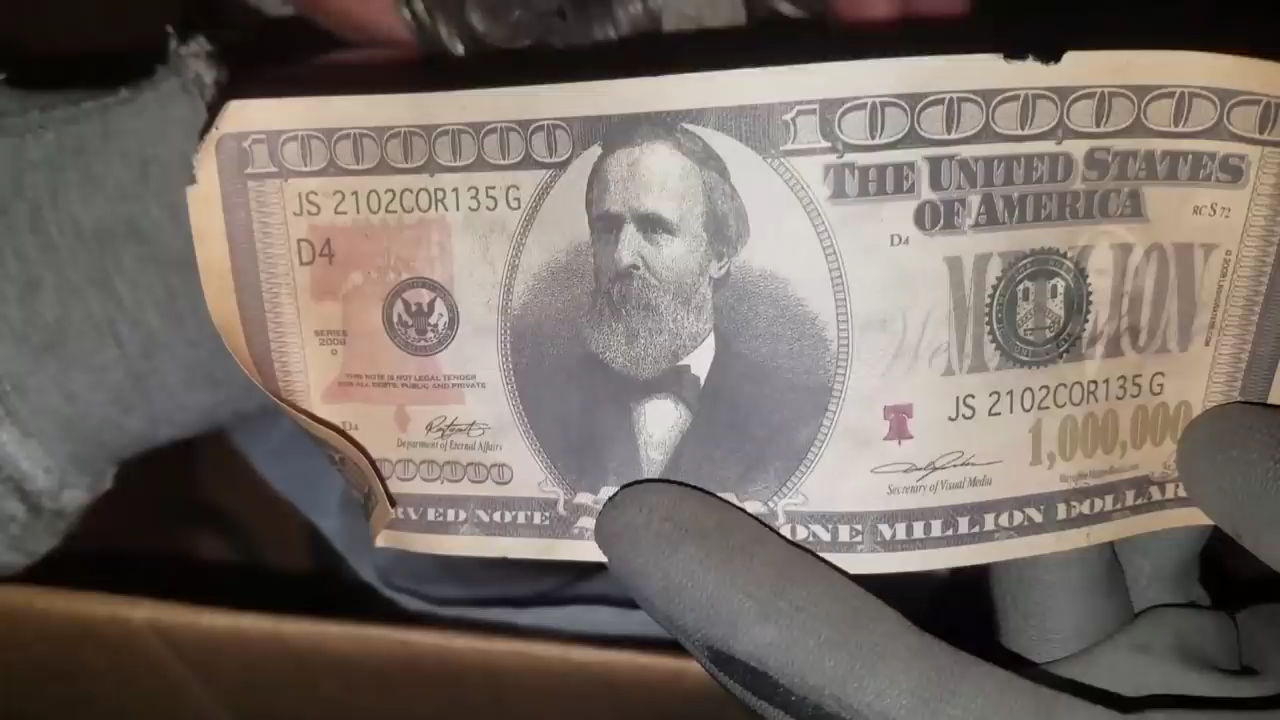 1000000
1000000
JS 2102COR135 G
THE UNITED STATES
OF AMERICA
RC S 72
D4
D4
MILLION
SERIES
2008
THIS NOTE IS NOT LEGAL TENDER
FOR ALL DEBTS, PUBLIC AND PRIVATE
JS 2102COR135 G
D4
1,000,000
Department of Eternal Affairs
Secretary of Visual Media
000000
RVED NOTE
ONE MILLION DOLLAR